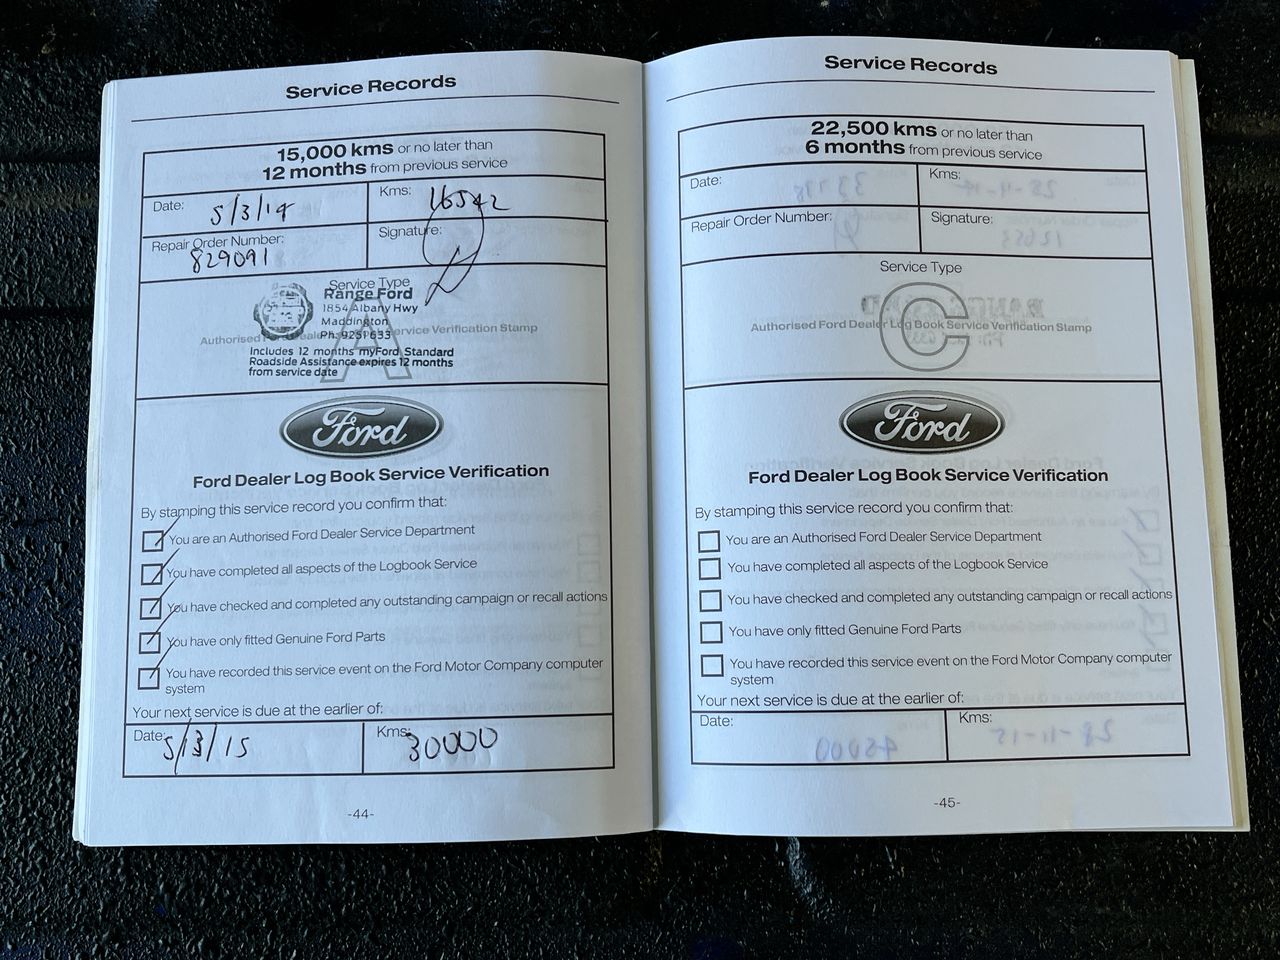 Service Records
15,000 kms or no later than
12 months from previous service
Date: 5/3/14
Kms: 16542
Repair Order Number: 829091
Signature:
Service Type
A
Range Ford
1854 Albany Hwy
Maddington
Authorised Ford Dealer Service Verification Stamp
Includes 12 months myFord Standard
Roadside Assistance expires 12 months
from service date
Ford
Ford Dealer Log Book Service Verification
By stamping this service record you confirm that:
You are an Authorised Ford Dealer Service Department
You have completed all aspects of the Logbook Service
You have checked and completed any outstanding campaign or recall actions
You have only fitted Genuine Ford Parts
You have recorded this service event on the Ford Motor Company computer
system
Your next service is due at the earlier of:
Date: 5/3/15
Kms: 30000
-44-
Service Records
22,500 kms or no later than
6 months from previous service
Date:
Kms:
Repair Order Number:
Signature:
Service Type
C
Authorised Ford Dealer Log Book Service Verification Stamp
Ford
Ford Dealer Log Book Service Verification
By stamping this service record you confirm that:
You are an Authorised Ford Dealer Service Department
You have completed all aspects of the Logbook Service
You have checked and completed any outstanding campaign or recall actions
You have only fitted Genuine Ford Parts
You have recorded this service event on the Ford Motor Company computer
system
Your next service is due at the earlier of:
Date:
Kms:
-45-